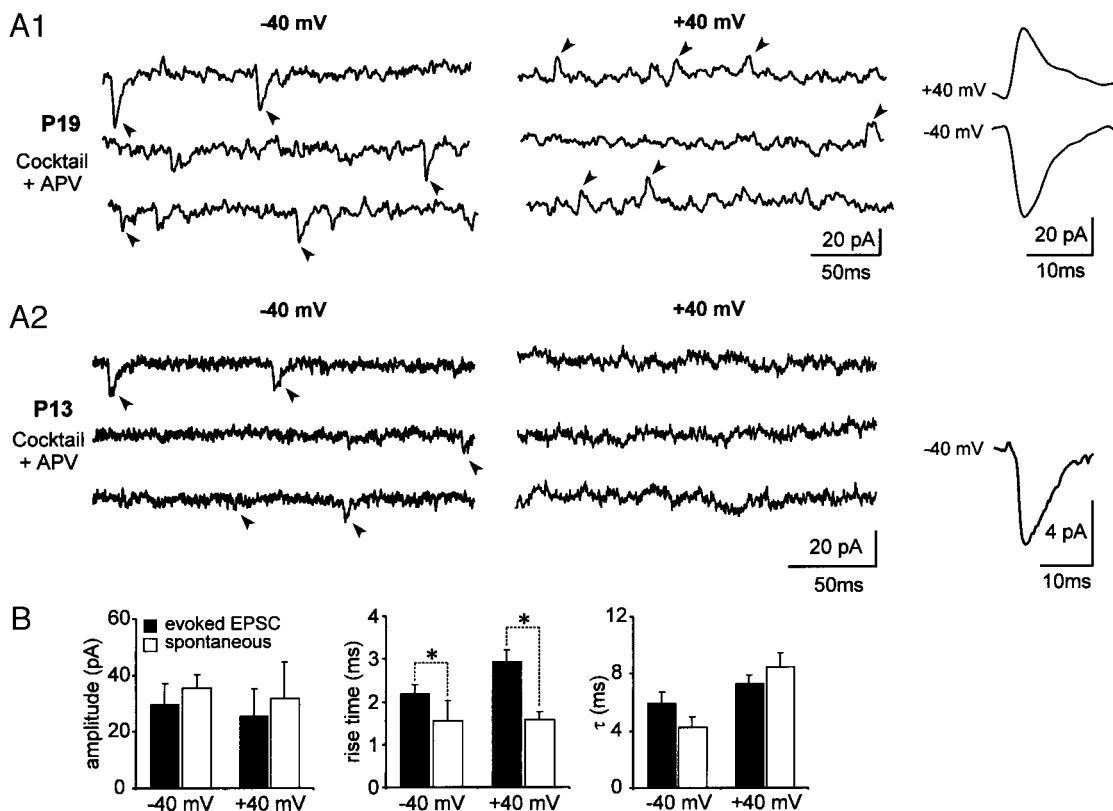 A1
-40 mV
+40 mV
P19
Cocktail
+ APV
20 pA
50ms
+40 mV
-40 mV
20 pA
10ms
A2
-40 mV
+40 mV
P13
Cocktail
+ APV
20 pA
50ms
-40 mV
4 pA
10ms
B
amplitude (pA)
60
40
20
0
evoked EPSC
spontaneous
-40 mV
+40 mV
rise time (ms)
4
3
2
1
0
*
*
-40 mV
+40 mV
τ (ms)
12
8
4
0
-40 mV
+40 mV